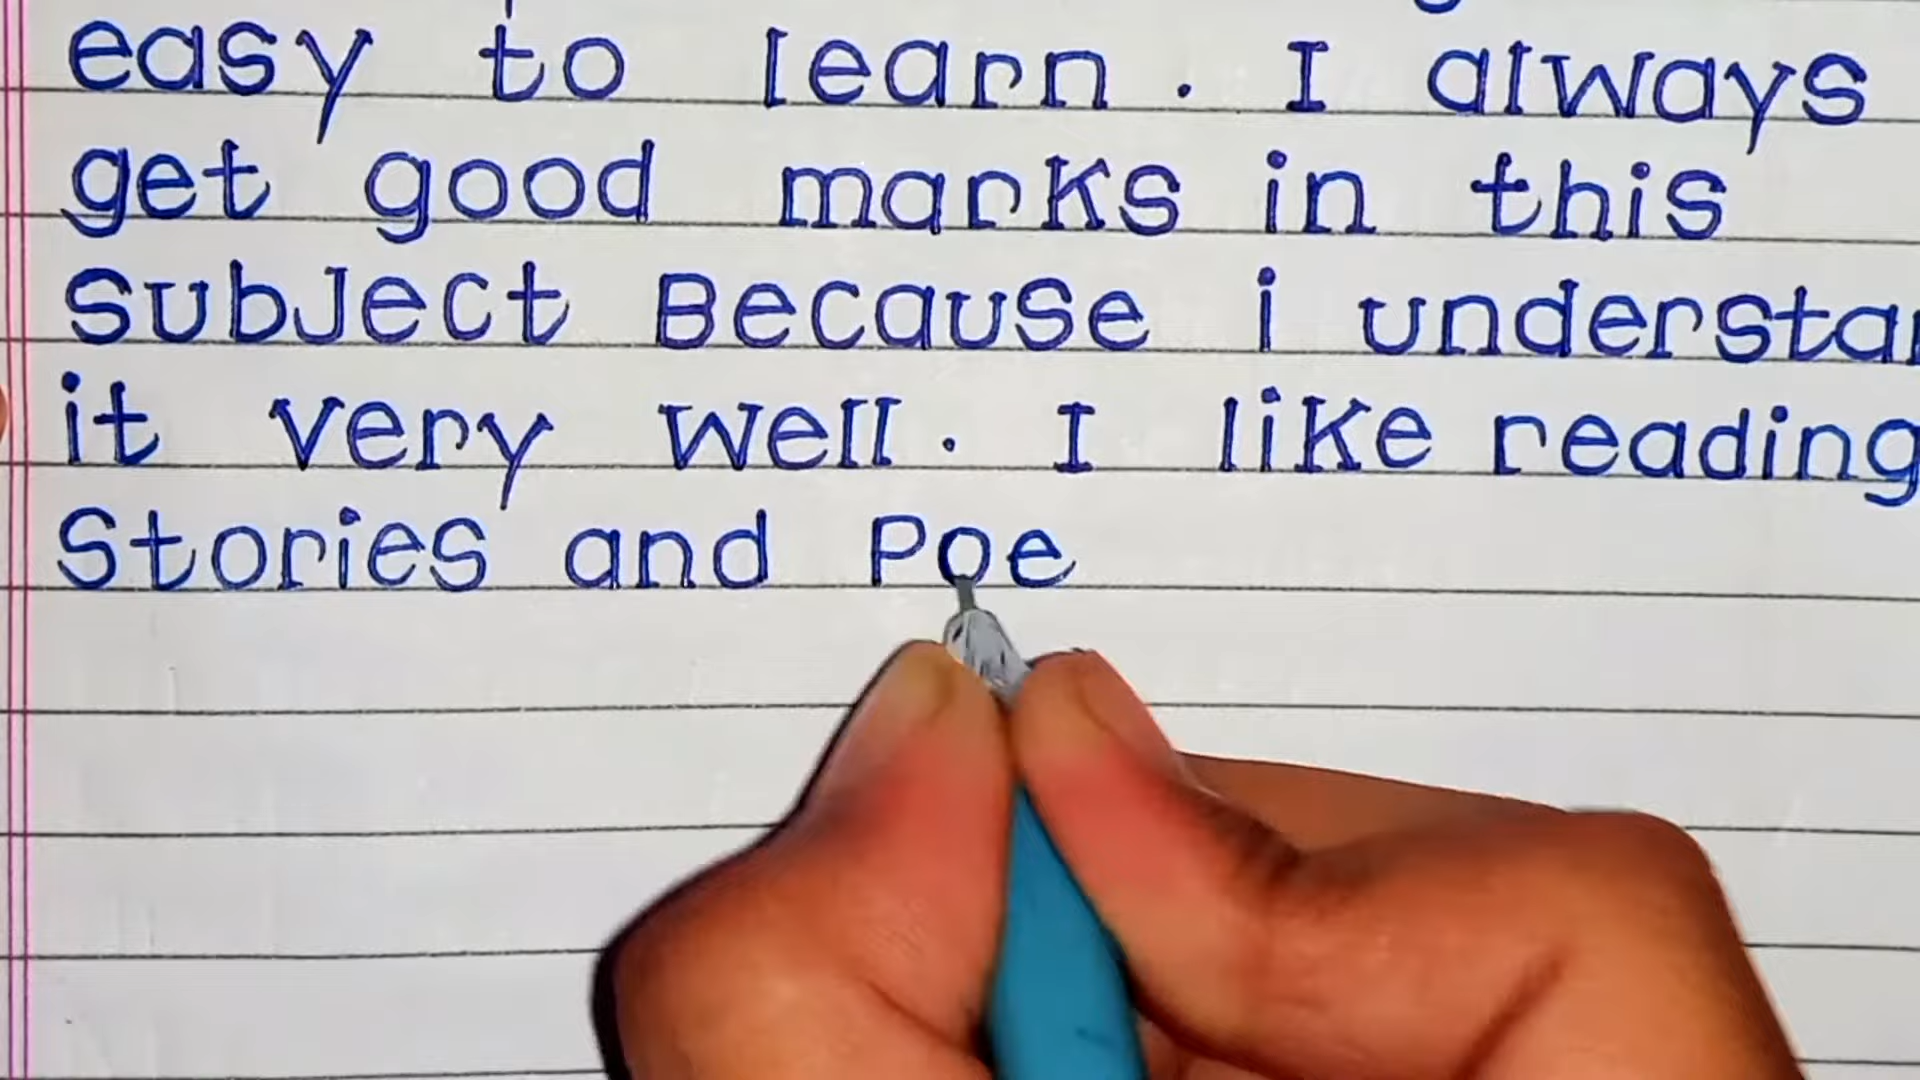 easy to learn. I always
get good marks in this
subJect Because i understan
it very well. I like reading
Stories and Poe